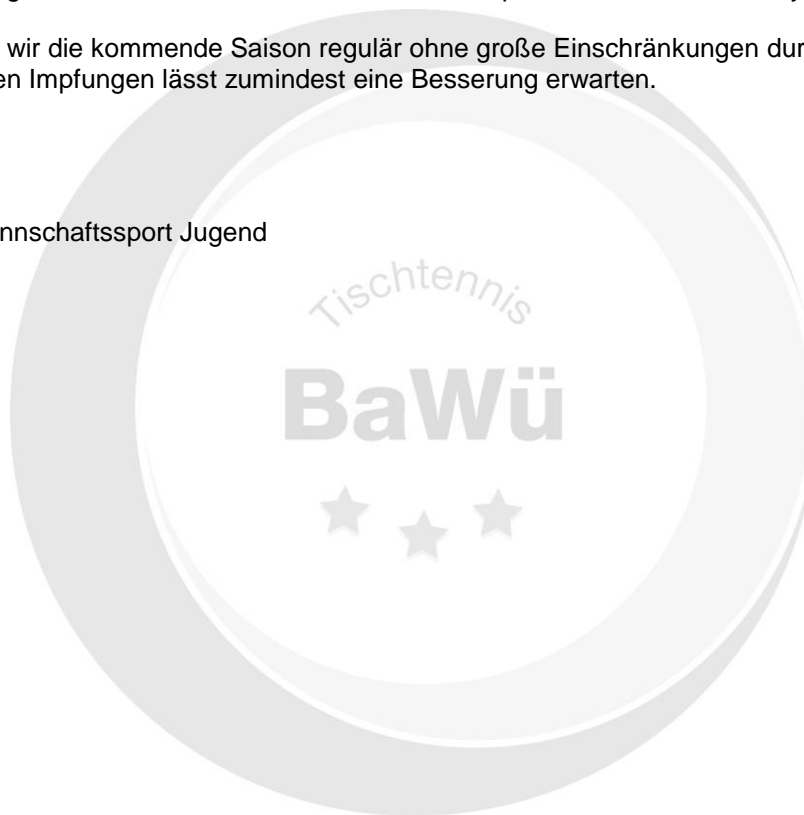 wir die kommende Saison regulär ohne große Einschränkungen dur
en Impfungen lässt zumindest eine Besserung erwarten.
nnschaftssport Jugend
Tischtennis
BaWü